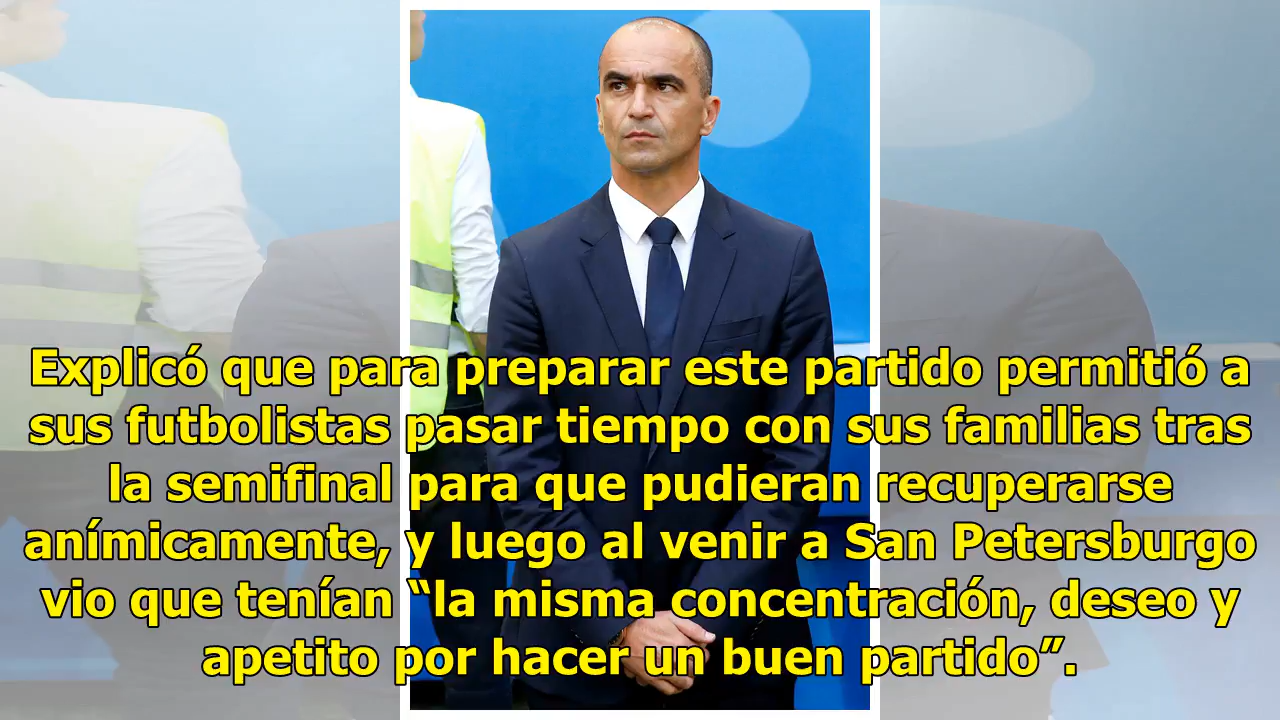 Explicó que para preparar este partido permitió a
sus futbolistas pasar tiempo con sus familias tras
la semifinal para que pudieran recuperarse
anímicamente, y luego al venir a San Petersburgo
vio que tenían “la misma concentración, deseo y
apetito por hacer un buen partido”.